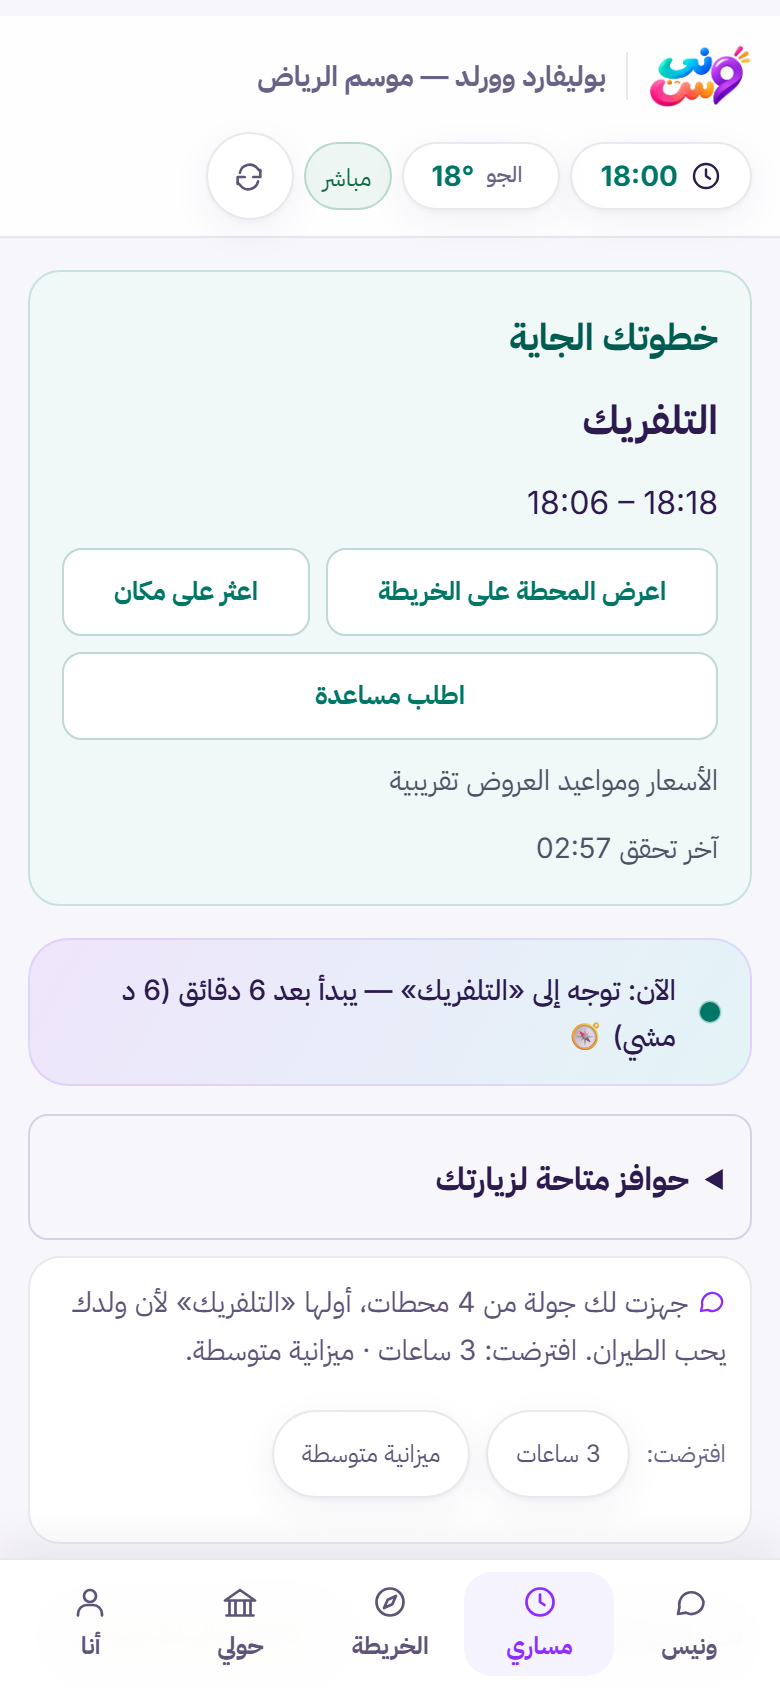 ونيس
بوليفارد وورلد — موسم الرياض
18:00
الجو 18°
مباشر
خطوتك الجاية
التلفريك
18:06 – 18:18
اعرض المحطة على الخريطة
اعثر على مكان
اطلب مساعدة
الأسعار ومواعيد العروض تقريبية
آخر تحقق 02:57
الآن: توجه إلى «التلفريك» — يبدأ بعد 6 دقائق (6 د
مشي) 🧭
◀ حوافز متاحة لزيارتك
جهزت لك جولة من 4 محطات، أولها «التلفريك» لأن ولدك
يحب الطيران. افترضت: 3 ساعات · ميزانية متوسطة.
افترضت:
3 ساعات
ميزانية متوسطة
ونيس
مساري
الخريطة
حولي
أنا